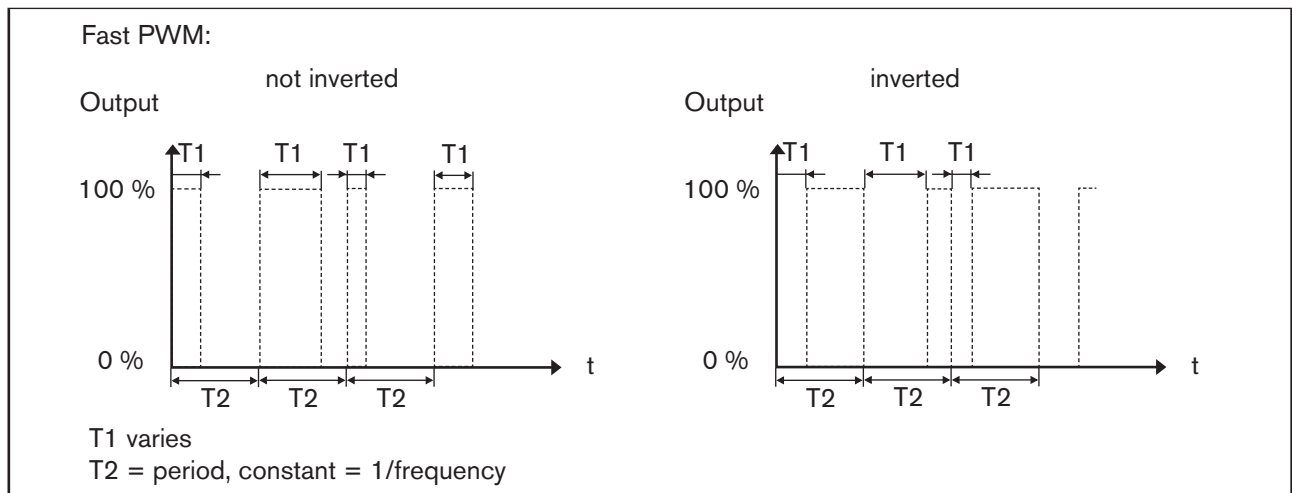 Fast PWM:
not inverted
Output
T1 T1 T1 T1
100 %
0 %
t
T2 T2 T2
inverted
Output
T1 T1 T1
100 %
0 %
t
T2 T2 T2
T1 varies
T2 = period, constant = 1/frequency